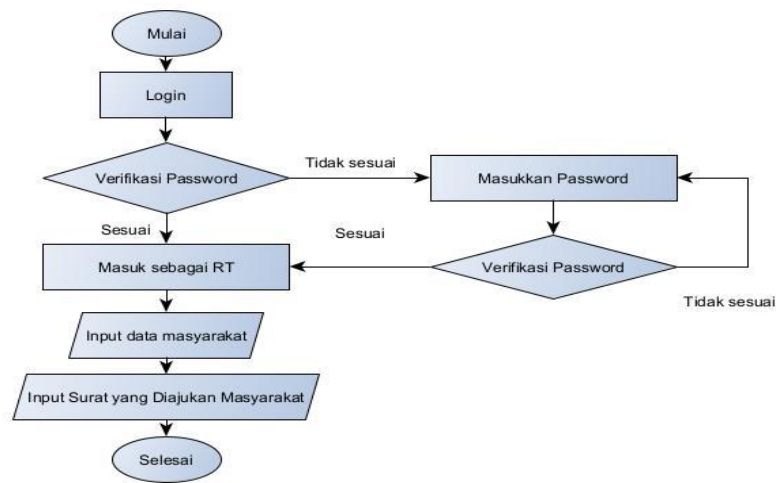 Mulai
Login
Verifikasi Password
Tidak sesuai
Masukkan Password
Sesuai
Sesuai
Masuk sebagai RT
Verifikasi Password
Tidak sesuai
Input data masyarakat
Input Surat yang Diajukan Masyarakat
Selesai